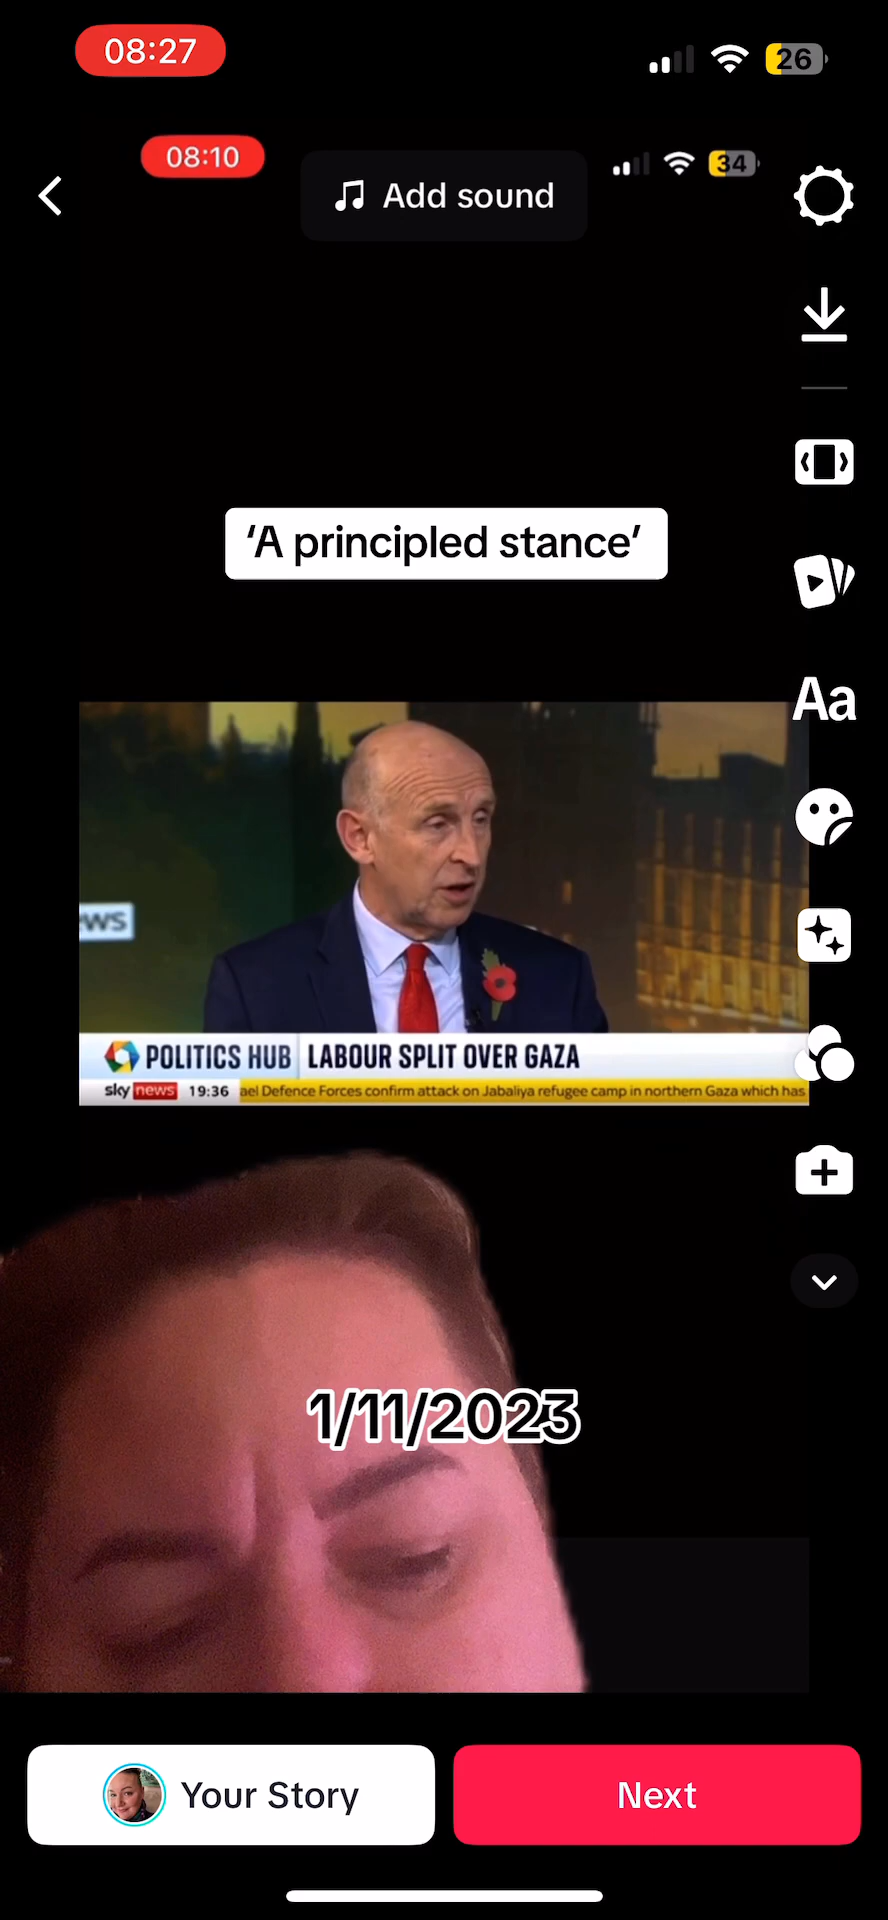 08:27
26
08:10
34
Add sound
'A principled stance'
Aa
ws
POLITICS HUB LABOUR SPLIT OVER GAZA
sky news 19:36 ael Defence Forces confirm attack on Jabaliya refugee camp in northern Gaza which has
1/11/2023
Your Story
Next